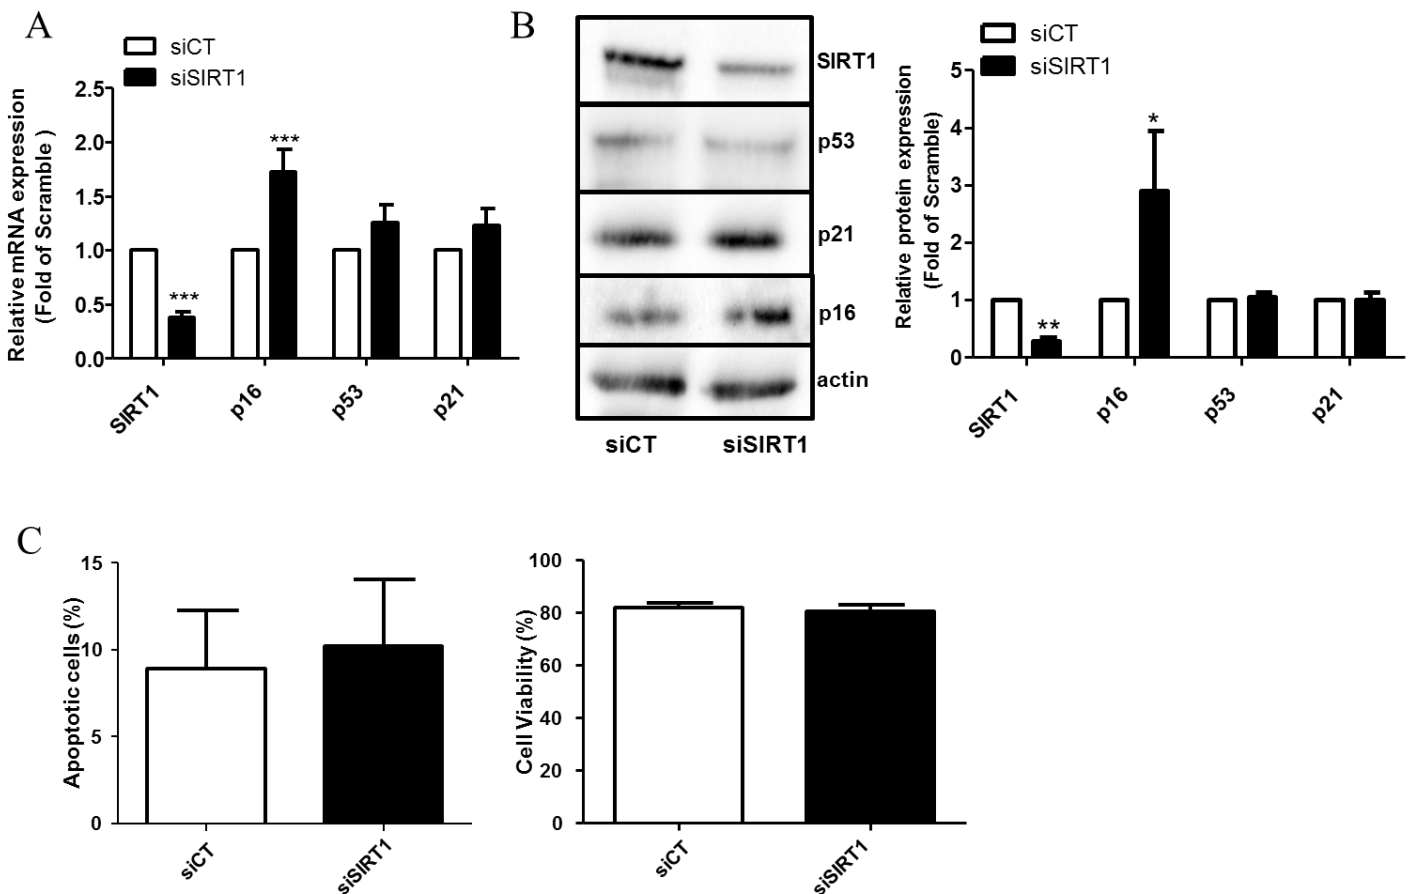 A
siCT
siSIRT1
Relative mRNA expression
(Fold of Scramble )
2.5
2.0
1.5
1.0
0.5
0.0
***
***
SIRT1
p16
p53
p21
B
SIRT1
p53
p21
p16
actin
siCT
siSIRT1
siCT
siSIRT1
Relative protein expression
(Fold of Scramble)
5
4
3
2
1
0
**
*
SIRT1
p16
p53
p21
C
Apoptotic cells (%)
15
10
5
0
siCT
siSIRT1
Cell Viability (%)
100
80
60
40
20
0
siCT
siSIRT1